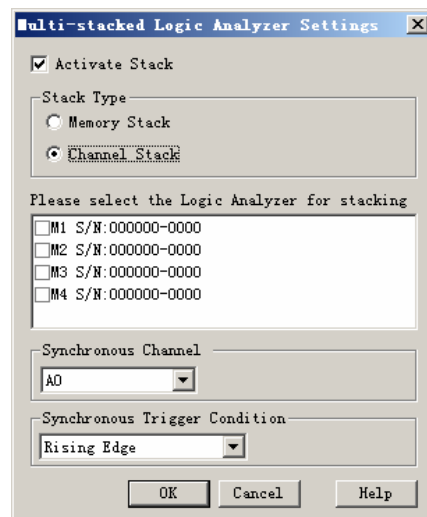 Multi-stacked Logic Analyzer Settings
Activate Stack
Stack Type
Memory Stack
Channel Stack
Please select the Logic Analyzer for stacking
M1 S/N:000000-0000
M2 S/N:000000-0000
M3 S/N:000000-0000
M4 S/N:000000-0000
Synchronous Channel
A0
Synchronous Trigger Condition
Rising Edge
OK Cancel Help